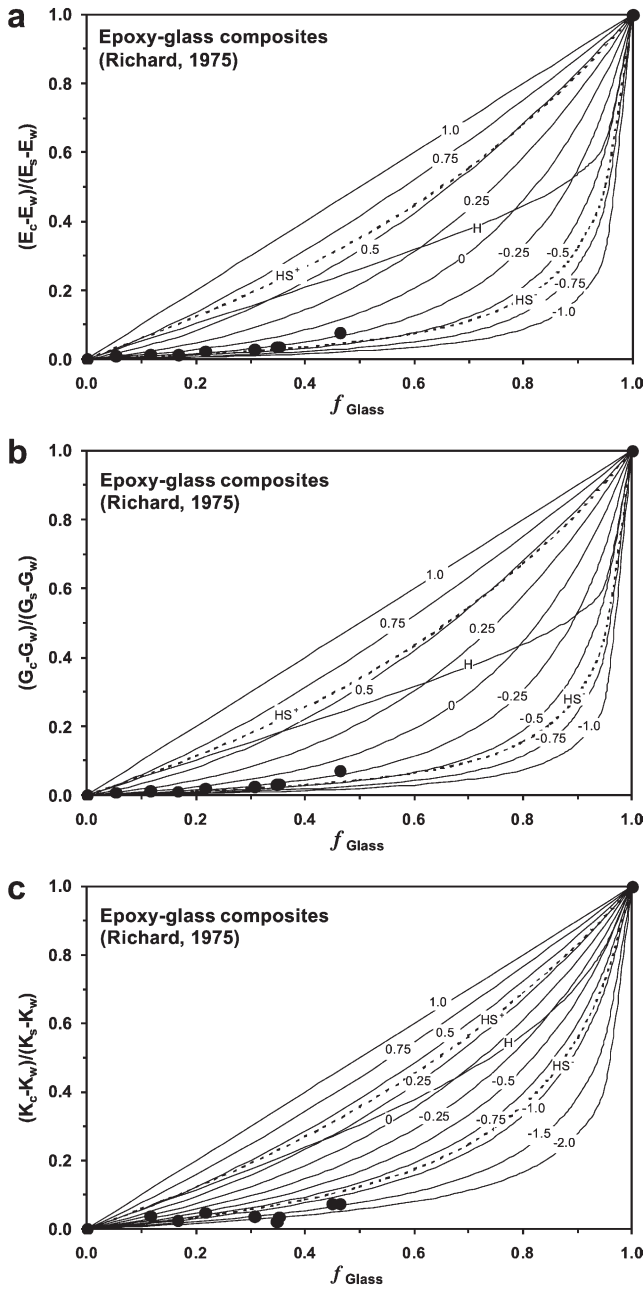 a
Epoxy-glass composites
(Richard, 1975)
(E_c-E_w)/(E_s-E_w)
1.0
0.8
0.6
0.4
0.2
0.0
1.0
0.75
0.25
H
0.5
HS+
0
-0.25
-0.5
-0.75
HS-
-1.0
0.0 0.2 0.4 0.6 0.8 1.0
f Glass
b
Epoxy-glass composites
(Richard, 1975)
(G_c-G_w)/(G_s-G_w)
1.0
0.8
0.6
0.4
0.2
0.0
1.0
0.75
0.25
H
0.5
HS+
0
-0.25
HS-
-0.5
-0.75
-1.0
0.0 0.2 0.4 0.6 0.8 1.0
f Glass
c
Epoxy-glass composites
(Richard, 1975)
(K_c-K_w)/(K_s-K_w)
1.0
0.8
0.6
0.4
0.2
0.0
1.0
HS+
0.5
0.75
H
HS-
0.25
-0.5
0
-0.25
-0.75
-1.0
-1.5
-2.0
0.0 0.2 0.4 0.6 0.8 1.0
f Glass